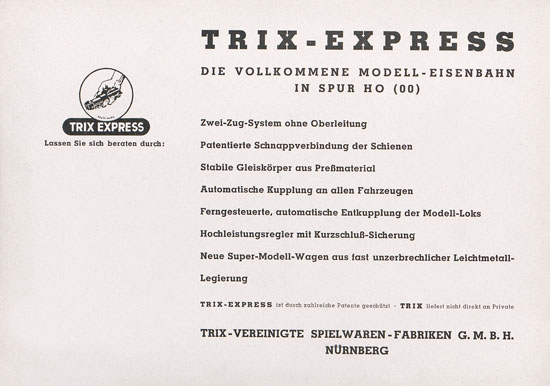 TRIX-EXPRESS
DIE VOLLKOMMENE MODELL-EISENBAHN
IN SPUR HO (00)
TRIX EXPRESS
Lassen Sie sich beraten durch:
Zwei-Zug-System ohne Oberleitung
Patentierte Schnappverbindung der Schienen
Stabile Gleiskörper aus Preßmaterial
Automatische Kupplung an allen Fahrzeugen
Ferngesteuerte, automatische Entkupplung der Modell-Loks
Hochleistungsregler mit Kurzschluß-Sicherung
Neue Super-Modell-Wagen aus fast unzerbrechlicher Leichtmetall-
Legierung
TRIX-EXPRESS ist durch zahlreiche Patente geschützt · TRIX liefert nicht direkt an Private
TRIX-VEREINIGTE SPIELWAREN-FABRIKEN G.M.B.H.
NÜRNBERG